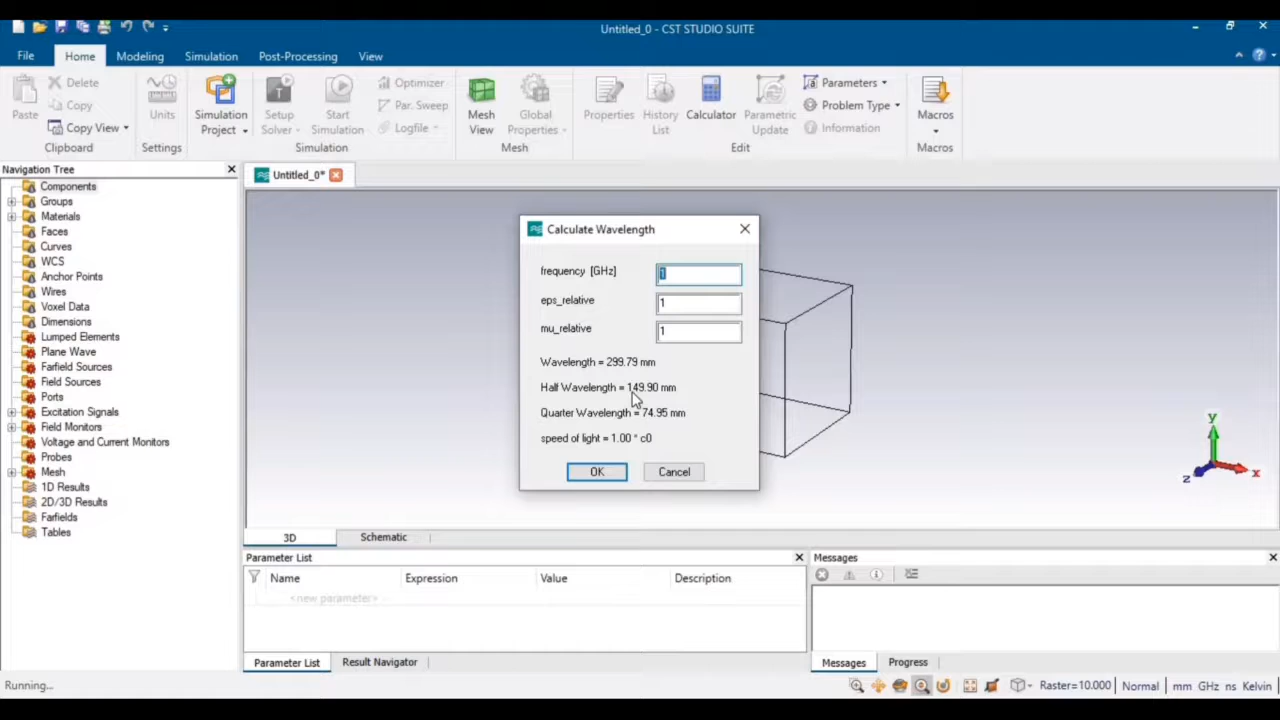 Untitled_0 - CST STUDIO SUITE
File Home Modeling Simulation Post-Processing View
Paste
Delete
Copy
Copy View
Clipboard
Units
Settings
Simulation Project
Setup Solver
Start Simulation
Optimizer
Par. Sweep
Logfile
Simulation
Mesh View
Global Properties
Mesh
Properties
History List
Calculator
Parametric Update
Parameters
Problem Type
Information
Edit
Macros
Macros
Navigation Tree
Components
Groups
Materials
Faces
Curves
WCS
Anchor Points
Wires
Voxel Data
Dimensions
Lumped Elements
Plane Wave
Farfield Sources
Field Sources
Ports
Excitation Signals
Field Monitors
Voltage and Current Monitors
Probes
Mesh
1D Results
2D/3D Results
Farfields
Tables
Untitled_0*
Calculate Wavelength
frequency [GHz] 1
eps_relative 1
mu_relative 1
Wavelength = 299.79 mm
Half Wavelength = 149.90 mm
Quarter Wavelength = 74.95 mm
speed of light = 1.00 * c0
OK Cancel
y
z x
3D Schematic
Parameter List
Name Expression Value Description
<new parameter>
Parameter List Result Navigator
Messages
Messages Progress
Running...
Raster=10.000 Normal mm GHz ns Kelvin